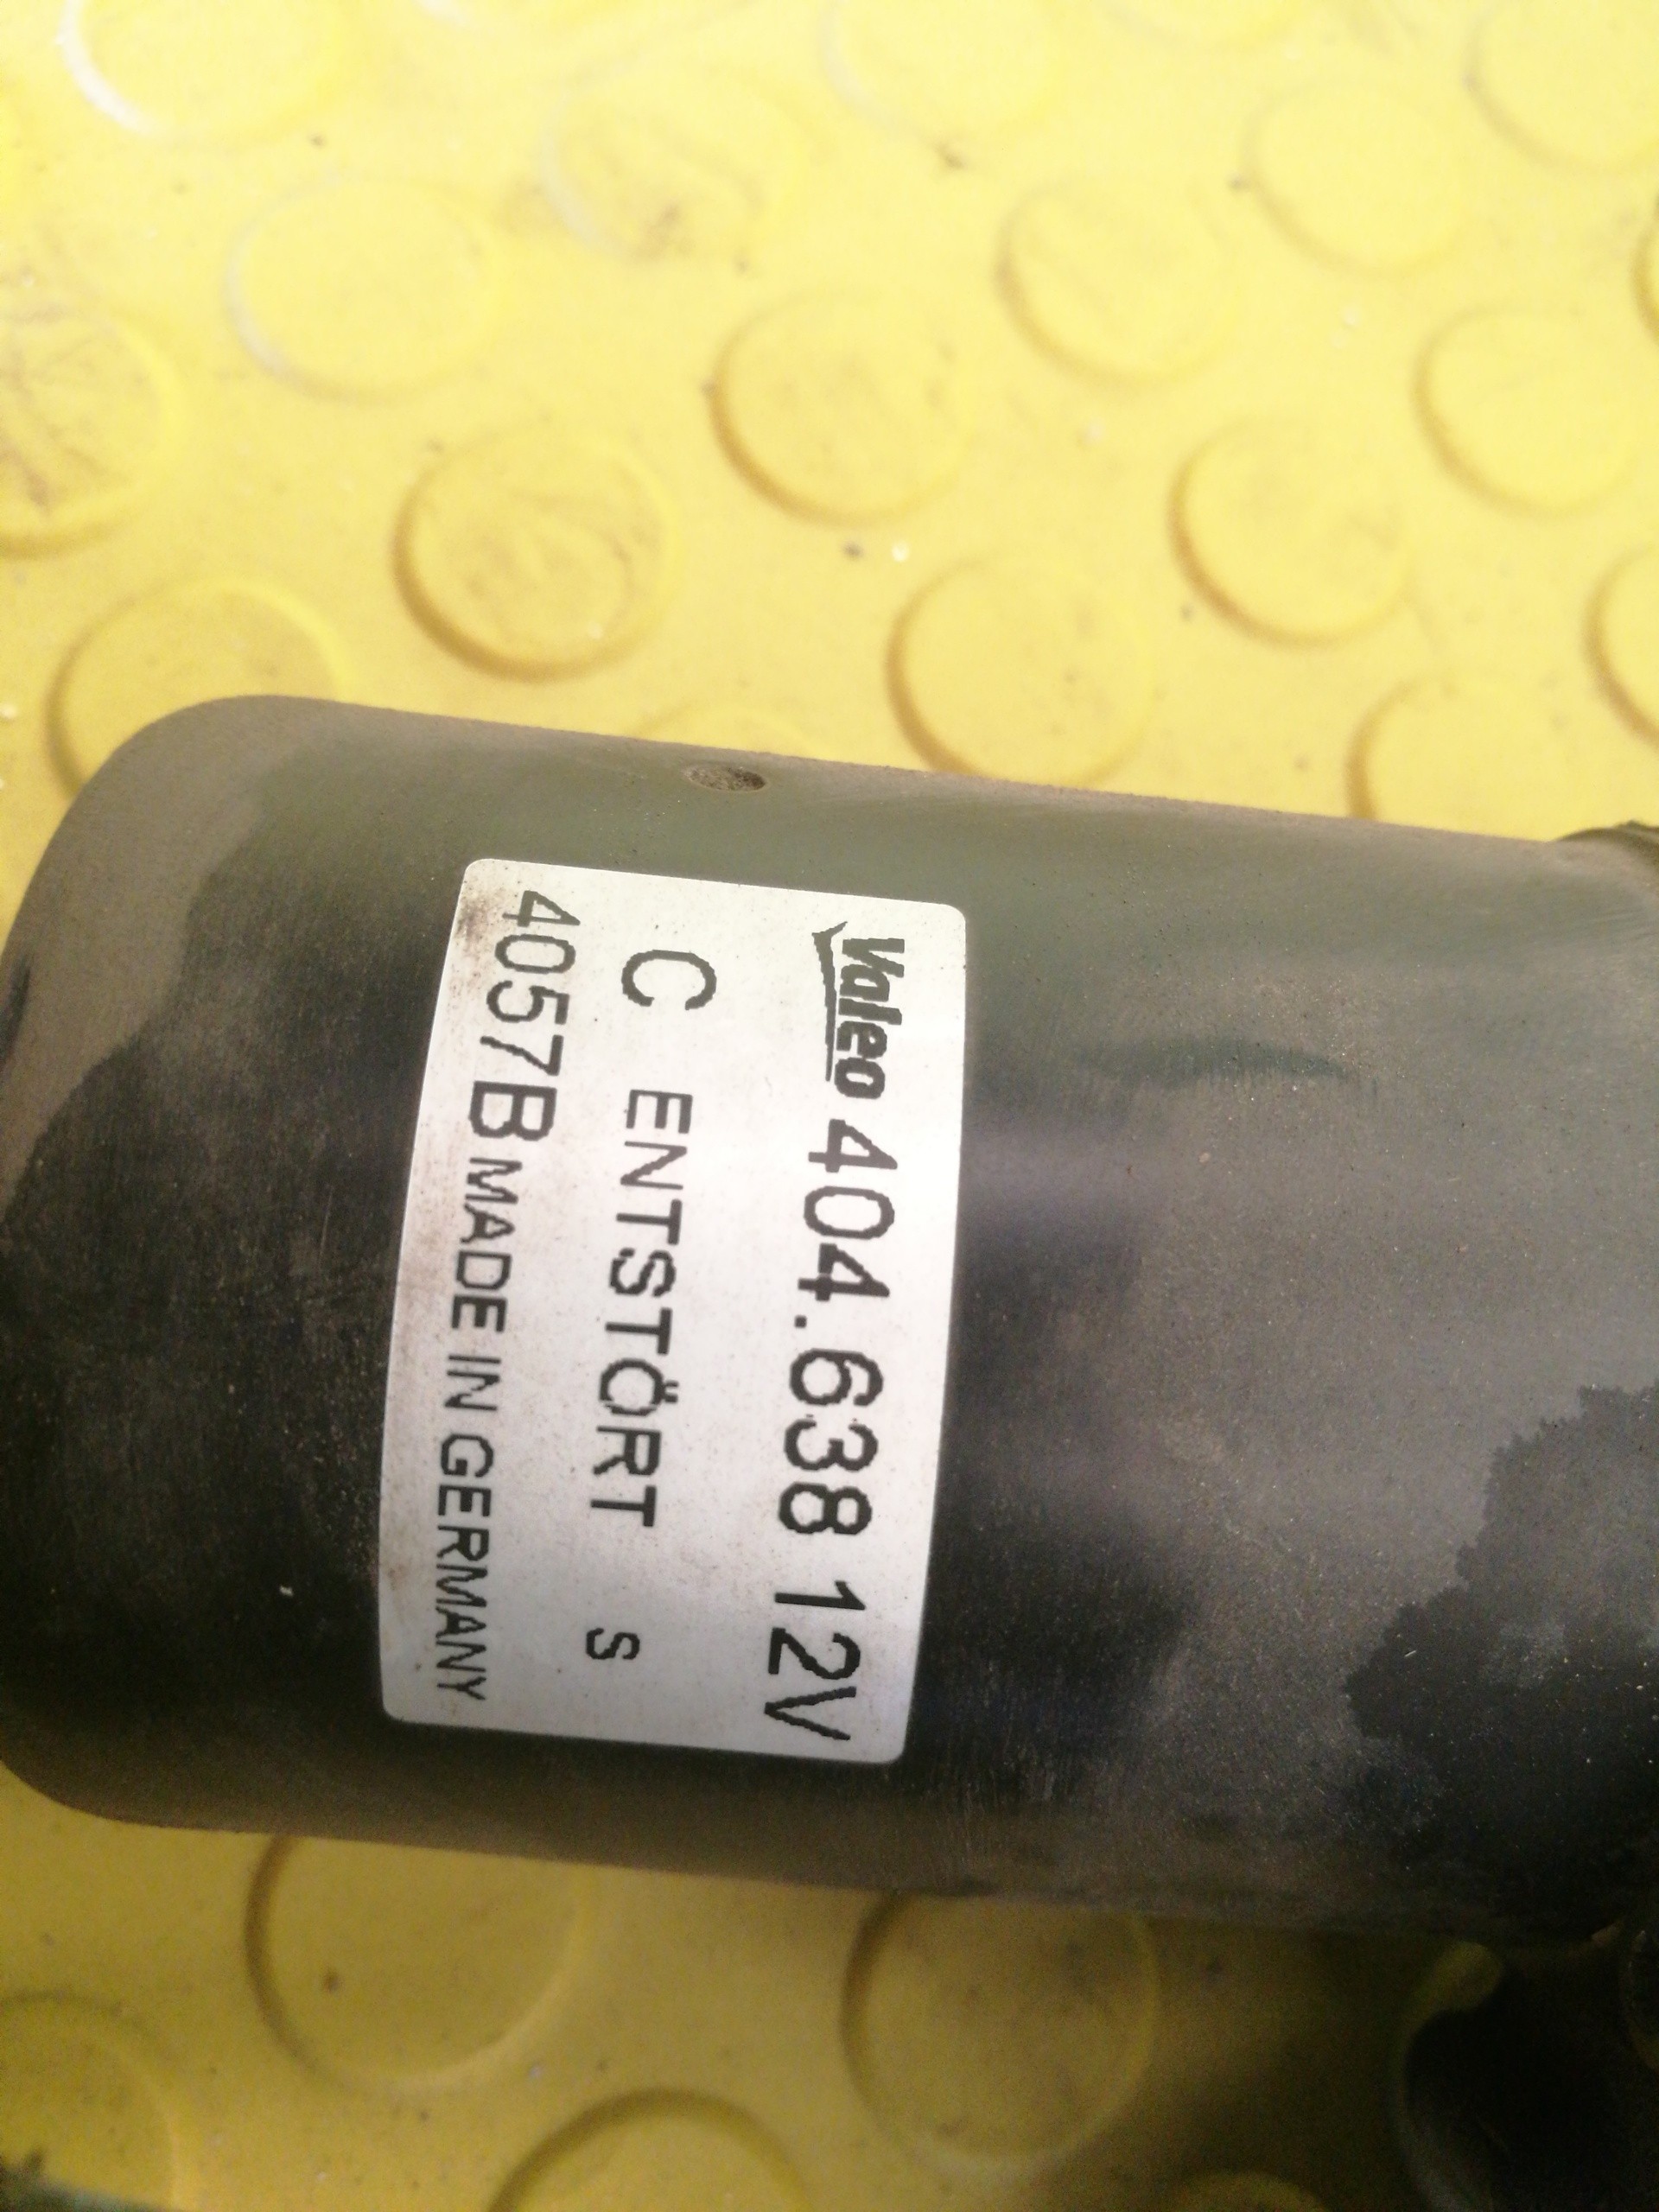 Valeo 404.638 12V
C ENTSTÖRT S
4057B MADE IN GERMANY